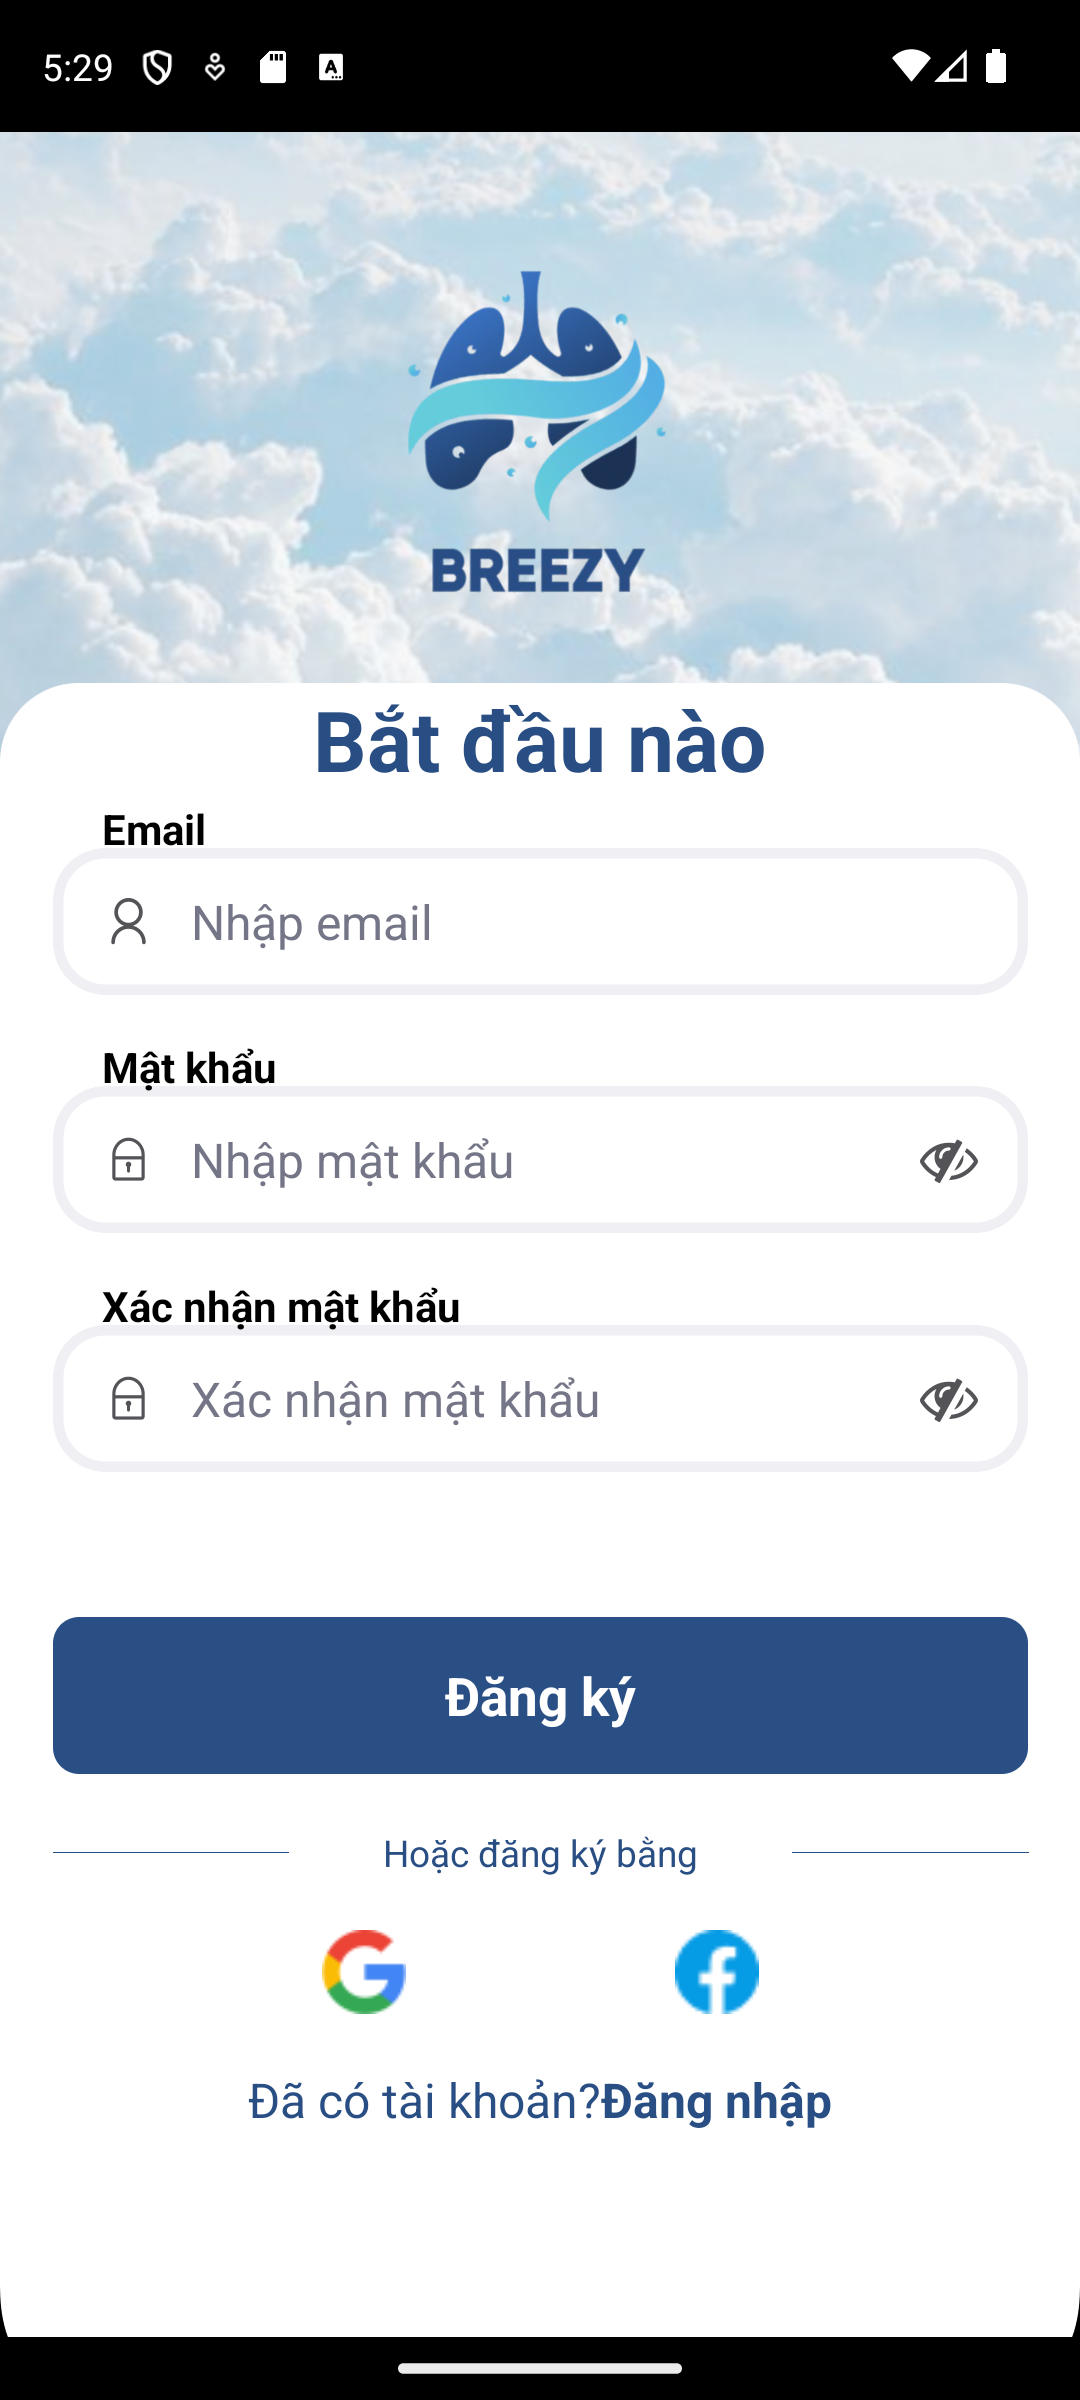 5:29
BREEZY
Bắt đầu nào
Email
Nhập email
Mật khẩu
Nhập mật khẩu
Xác nhận mật khẩu
Xác nhận mật khẩu
Đăng ký
Hoặc đăng ký bằng
Đã có tài khoản?Đăng nhập